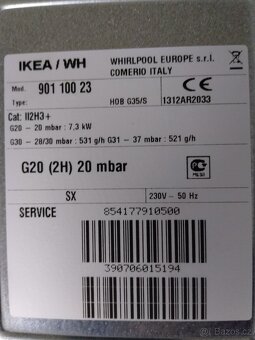 IKEA / WH
WHIRLPOOL EUROPE s.r.l.
COMERIO ITALY
Mod. 901 100 23
Type: HOB G35/S
1312AR2033
Cat: II2H3+
G20 - 20 mbar : 7,3 kW
G30 - 28/30 mbar : 531 g/h G31 - 37 mbar : 521 g/h
G20 (2H) 20 mbar
SX
230V - 50 Hz
SERVICE
854177910500
390706015194
Bazoš.cz